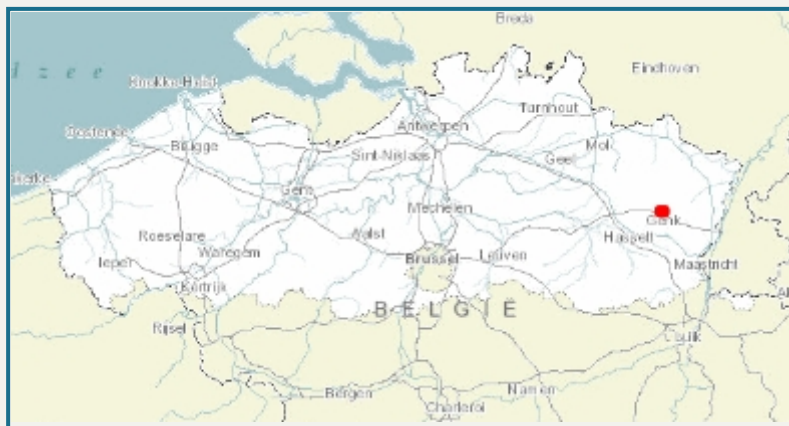 Breda
dzee
Eindhoven
Knokke-Heist
Turnhout
Antwerpen
Oostende
Brugge
Mol
Sint-Niklaas
Geel
Gent
Mechelen
Genk
Roeselare
Aalst
Hasselt
Waregem
Brussel
Leuven
Ieper
Maastricht
Kortrijk
BELGIË
Rijsel
Luik
Bergen
Namen
Charleroi